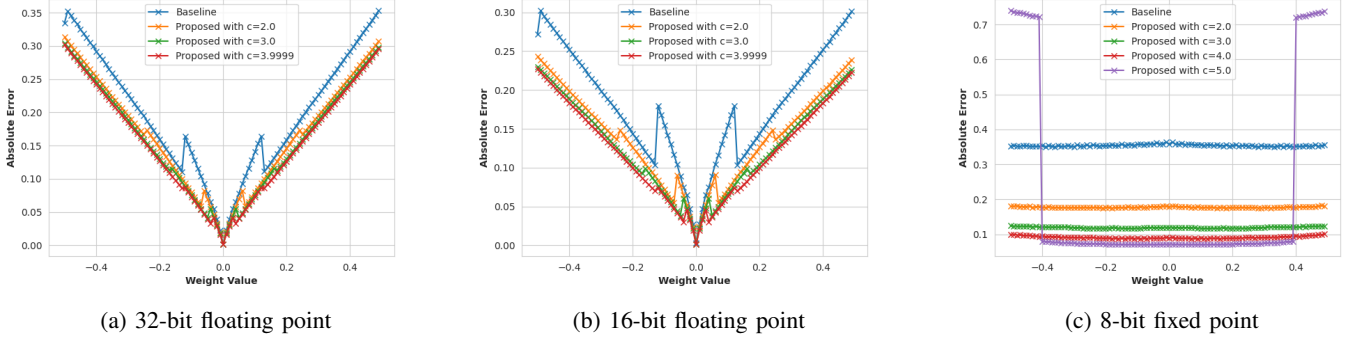 Baseline
Proposed with c=2.0
Proposed with c=3.0
Proposed with c=3.9999
0.35
0.30
0.25
0.20
0.15
0.10
0.05
0.00
Absolute Error
−0.4
−0.2
0.0
0.2
0.4
Weight Value
(a) 32-bit floating point
Baseline
Proposed with c=2.0
Proposed with c=3.0
Proposed with c=3.9999
0.30
0.25
0.20
0.15
0.10
0.05
0.00
Absolute Error
−0.4
−0.2
0.0
0.2
0.4
Weight Value
(b) 16-bit floating point
Baseline
Proposed with c=2.0
Proposed with c=3.0
Proposed with c=4.0
Proposed with c=5.0
0.7
0.6
0.5
0.4
0.3
0.2
0.1
Absolute Error
−0.4
−0.2
0.0
0.2
0.4
Weight Value
(c) 8-bit fixed point